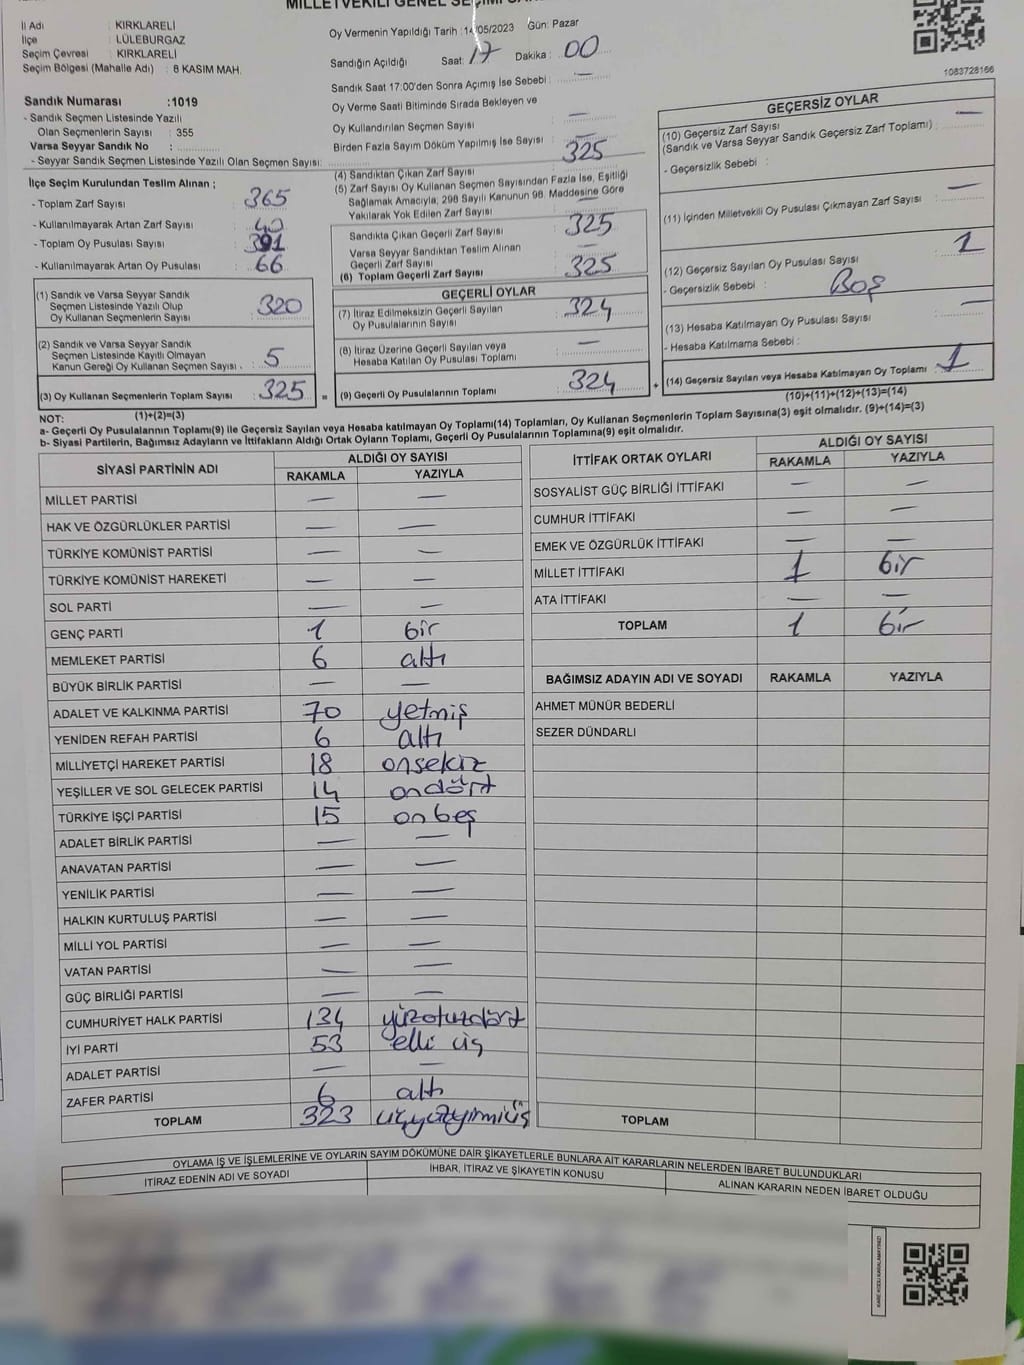 MİLLETVEKİLİ GENEL SEÇİMİ
İl Adı : KIRKLARELİ
İlçe : LÜLEBURGAZ
Seçim Çevresi : KIRKLARELİ
Seçim Bölgesi (Mahalle Adı) : 8 KASIM MAH.
Sandık Numarası :1019
- Sandık Seçmen Listesinde Yazılı
Olan Seçmenlerin Sayısı : 355
Varsa Seyyar Sandık No :
- Seyyar Sandık Seçmen Listesinde Yazılı Olan Seçmen Sayısı:
İlçe Seçim Kurulundan Teslim Alınan ;
- Toplam Zarf Sayısı : 365
- Kullanılmayarak Artan Zarf Sayısı : 40
- Toplam Oy Pusulası Sayısı : 391
- Kullanılmayarak Artan Oy Pusulası : 66
(1) Sandık ve Varsa Seyyar Sandık
Seçmen Listesinde Yazılı Olup
Oy Kullanan Seçmenlerin Sayısı : 320
(2) Sandık ve Varsa Seyyar Sandık
Seçmen Listesinde Kayıtlı Olmayan
Kanun Gereği Oy Kullanan Seçmen Sayısı . 5
(3) Oy Kullanan Seçmenlerin Toplam Sayısı : 325
(1)+(2)=(3)
Oy Vermenin Yapıldığı Tarih :14/05/2023 Gün: Pazar
Sandığın Açıldığı Saat: 17 Dakika : 00
Sandık Saat 17:00'den Sonra Açımış İse Sebebi : —
Oy Verme Saati Bitiminde Sırada Bekleyen ve
Oy Kullandırılan Seçmen Sayısı : —
Birden Fazla Sayım Döküm Yapılmış İse Sayısı : —
(4) Sandıktan Çıkan Zarf Sayısı : 325
(5) Zarf Sayısı Oy Kullanan Seçmen Sayısından Fazla İse, Eşitliği
Sağlamak Amacıyla, 298 Sayılı Kanunun 98. Maddesine Göre
Yakılarak Yok Edilen Zarf Sayısı : —
Sandıkta Çıkan Geçerli Zarf Sayısı : 325
Varsa Seyyar Sandıktan Teslim Alınan
Geçerli Zarf Sayısı : —
(6) Toplam Geçerli Zarf Sayısı : 325
GEÇERLİ OYLAR
(7) İtiraz Edilmeksizin Geçerli Sayılan
Oy Pusulalarının Sayısı : 324
(8) İtiraz Üzerine Geçerli Sayılan veya
Hesaba Katılan Oy Pusulası Toplamı : —
= (9) Geçerli Oy Pusulalarının Toplamı : 324
1083728166
GEÇERSİZ OYLAR
(10) Geçersiz Zarf Sayısı
(Sandık ve Varsa Seyyar Sandık Geçersiz Zarf Toplamı) : —
- Geçersizlik Sebebi :
(11) İçinden Milletvekili Oy Pusulası Çıkmayan Zarf Sayısı : —
(12) Geçersiz Sayılan Oy Pusulası Sayısı : 1
- Geçersizlik Sebebi : Boş
(13) Hesaba Katılmayan Oy Pusulası Sayısı : —
- Hesaba Katılmama Sebebi :
+ (14) Geçersiz Sayılan veya Hesaba Katılmayan Oy Toplamı : 1
(10)+(11)+(12)+(13)=(14)
NOT:
a- Geçerli Oy Pusulalarının Toplamı(9) ile Geçersiz Sayılan veya Hesaba katılmayan Oy Toplamı(14) Toplamları, Oy Kullanan Seçmenlerin Toplam Sayısına(3) eşit olmalıdır. (9)+(14)=(3)
b- Siyasi Partilerin, Bağımsız Adayların ve İttifakların Aldığı Ortak Oyların Toplamı, Geçerli Oy Pusulalarının Toplamına(9) eşit olmalıdır.
SİYASİ PARTİNİN ADI ALDIĞI OY SAYISI
RAKAMLA YAZIYLA
MİLLET PARTİSİ — —
HAK VE ÖZGÜRLÜKLER PARTİSİ — —
TÜRKİYE KOMÜNİST PARTİSİ — —
TÜRKİYE KOMÜNİST HAREKETİ — —
SOL PARTİ — —
GENÇ PARTİ 1 bir
MEMLEKET PARTİSİ 6 altı
BÜYÜK BİRLİK PARTİSİ — —
ADALET VE KALKINMA PARTİSİ 70 yetmiş
YENİDEN REFAH PARTİSİ 6 altı
MİLLİYETÇİ HAREKET PARTİSİ 18 onsekiz
YEŞİLLER VE SOL GELECEK PARTİSİ 14 ondört
TÜRKİYE İŞÇİ PARTİSİ 15 onbeş
ADALET BİRLİK PARTİSİ — —
ANAVATAN PARTİSİ — —
YENİLİK PARTİSİ — —
HALKIN KURTULUŞ PARTİSİ — —
MİLLİ YOL PARTİSİ — —
VATAN PARTİSİ — —
GÜÇ BİRLİĞİ PARTİSİ — —
CUMHURİYET HALK PARTİSİ 134 yüzotuzdört
İYİ PARTİ 53 elli üç
ADALET PARTİSİ — —
ZAFER PARTİSİ 6 altı
TOPLAM 323 üçyüzyirmiüç
İTTİFAK ORTAK OYLARI ALDIĞI OY SAYISI
RAKAMLA YAZIYLA
SOSYALİST GÜÇ BİRLİĞİ İTTİFAKI — —
CUMHUR İTTİFAKI — —
EMEK VE ÖZGÜRLÜK İTTİFAKI — —
MİLLET İTTİFAKI 1 bir
ATA İTTİFAKI — —
TOPLAM 1 bir
BAĞIMSIZ ADAYIN ADI VE SOYADI RAKAMLA YAZIYLA
AHMET MÜNÜR BEDERLİ
SEZER DÜNDARLI
TOPLAM
OYLAMA İŞ VE İŞLEMLERİNE VE OYLARIN SAYIM DÖKÜMÜNE DAİR ŞİKAYETLERLE BUNLARA AİT KARARLARIN NELERDEN İBARET BULUNDUKLARI
İTİRAZ EDENİN ADI VE SOYADI İHBAR, İTİRAZ VE ŞİKAYETİN KONUSU ALINAN KARARIN NEDEN İBARET OLDUĞU
KARE KODU KARALAMAYINIZ!